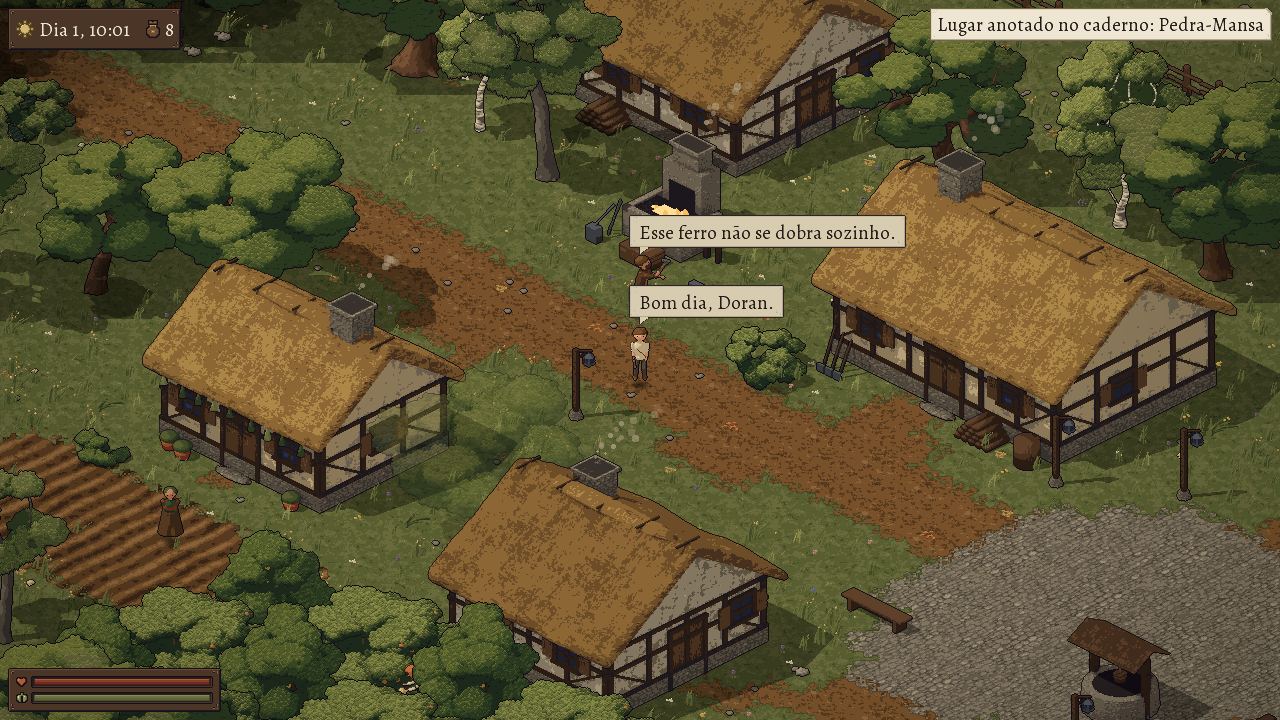 Dia 1, 10:01
8
Lugar anotado no caderno: Pedra-Mansa
Esse ferro não se dobra sozinho.
Bom dia, Doran.